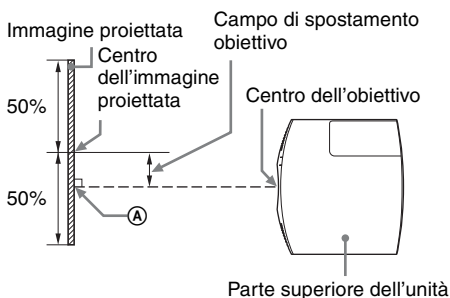 Immagine proiettata
Centro
dell'immagine
proiettata
Campo di spostamento
obiettivo
Centro dell'obiettivo
50%
50%
A
Parte superiore dell'unità